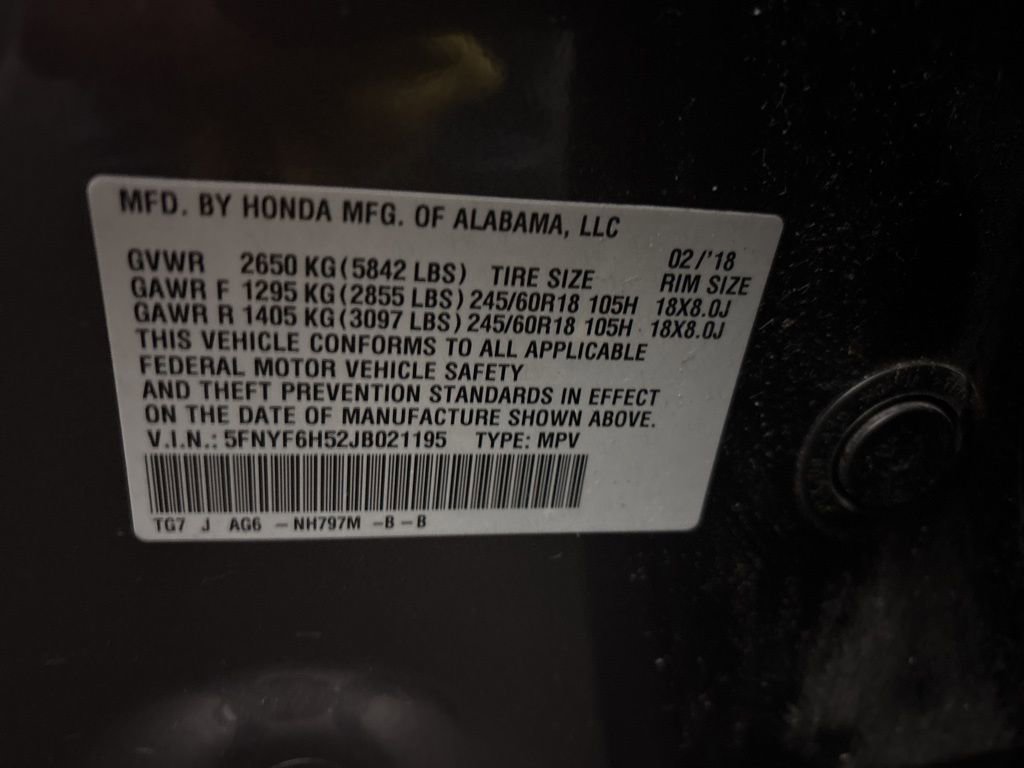 MFD. BY HONDA MFG. OF ALABAMA, LLC
02/'18
GVWR 2650 KG (5842 LBS) TIRE SIZE RIM SIZE
GAWR F 1295 KG (2855 LBS) 245/60R18 105H 18X8.0J
GAWR R 1405 KG (3097 LBS) 245/60R18 105H 18X8.0J
THIS VEHICLE CONFORMS TO ALL APPLICABLE
FEDERAL MOTOR VEHICLE SAFETY
AND THEFT PREVENTION STANDARDS IN EFFECT
ON THE DATE OF MANUFACTURE SHOWN ABOVE.
V.I.N.: 5FNYF6H52JB021195 TYPE: MPV
TG7 J AG6 - NH797M - B - B